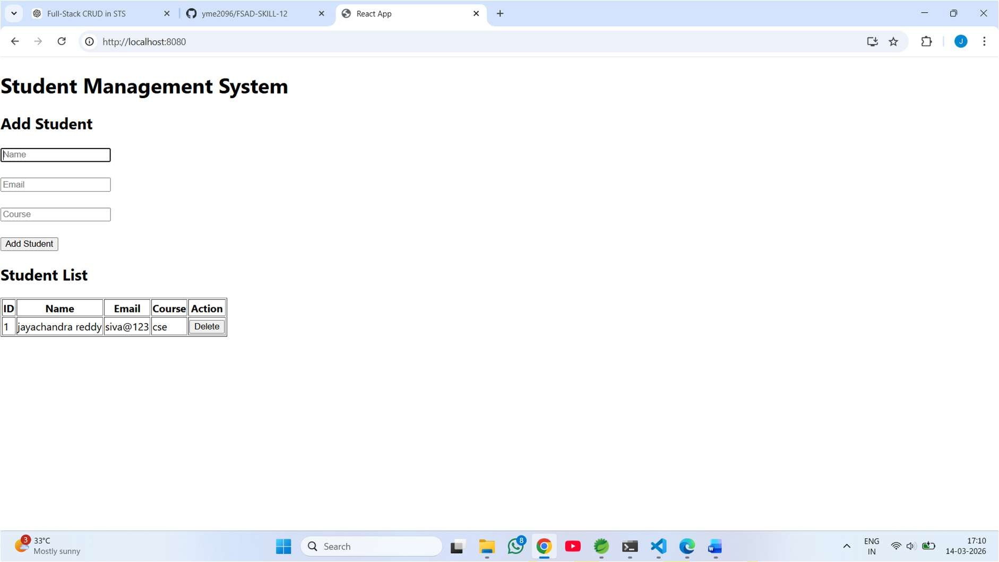 Full-Stack CRUD in STS
yme2096/FSAD-SKILL-12
React App
http://localhost:8080
J
Student Management System
Add Student
Name
Email
Course
Add Student
Student List
ID Name Email Course Action
1 jayachandra reddy siva@123 cse Delete
3
33°C
Mostly sunny
Search
8
W
ENG
IN
17:10
14-03-2026